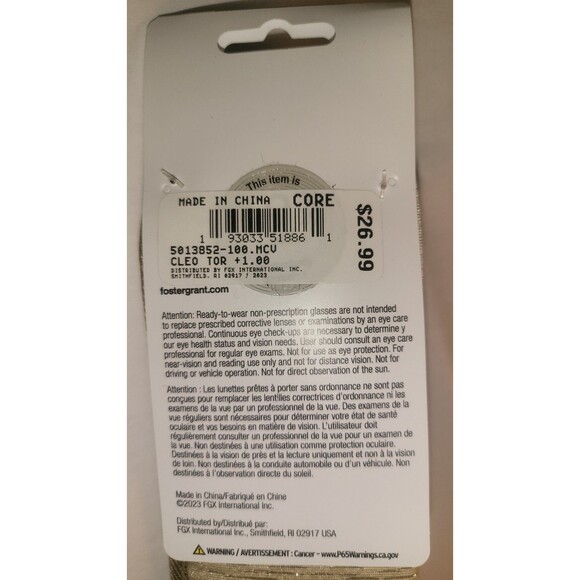 This item is
MADE IN CHINA CORE
1 93033 51886 1
$26.99
5013852-100.MCV
CLEO TOR +1.00
DISTRIBUTED BY FGX INTERNATIONAL INC.
SMITHFIELD, RI 02917 / 2023
fostergrant.com
Attention: Ready-to-wear non-prescription glasses are not intended
to replace prescribed corrective lenses or examinations by an eye care
professional. Continuous eye check-ups are necessary to determine y
our eye health status and vision needs. User should consult an eye care
professional for regular eye exams. Not for use as eye protection. For
near-vision and reading use only and not for distance vision. Not for
driving or vehicle operation. Not for direct observation of the sun.
Attention : Les lunettes prêtes à porter sans ordonnance ne sont pas
conçues pour remplacer les lentilles correctrices d'ordonnance ni les
examens de la vue par un professionnel de la vue. Des examens de la
vue réguliers sont nécessaires pour déterminer votre état de santé
oculaire et vos besoins en matière de vision. L'utilisateur doit
régulièrement consulter un professionnel de la vue pour un examen de
la vue. Non destinées à une utilisation comme protection oculaire.
Destinées à la vision de près et la lecture uniquement et non à la vision
de loin. Non destinées à la conduite automobile ou d'un véhicule. Non
destinées à l'observation directe du soleil.
Made in China/Fabriqué en Chine
©2023 FGX International Inc.
Distributed by/Distribué par:
FGX International Inc., Smithfield, RI 02917 USA
WARNING / AVERTISSEMENT : Cancer - www.P65Warnings.ca.gov